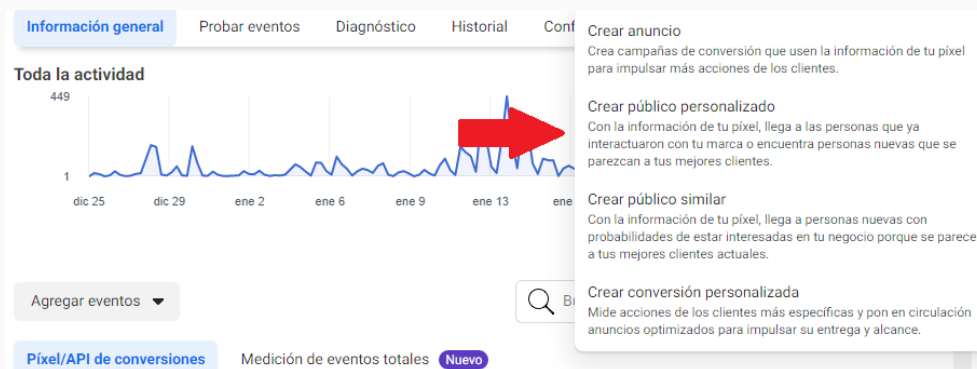 Información general
Probar eventos
Diagnóstico
Historial
Toda la actividad
449
1
dic 25
dic 29
ene 2
ene 6
ene 9
ene 13
ene
Agregar eventos
Píxel/API de conversiones
Medición de eventos totales
Nuevo
Crear anuncio
Crea campañas de conversión que usen la información de tu píxel
para impulsar más acciones de los clientes.
Crear público personalizado
Con la información de tu píxel, llega a las personas que ya
interactuaron con tu marca o encuentra personas nuevas que se
parezcan a tus mejores clientes.
Crear público similar
Con la información de tu píxel, llega a personas nuevas con
probabilidades de estar interesadas en tu negocio porque se parece
a tus mejores clientes actuales.
Crear conversión personalizada
Mide acciones de los clientes más específicas y pon en circulación
anuncios optimizados para impulsar su entrega y alcance.